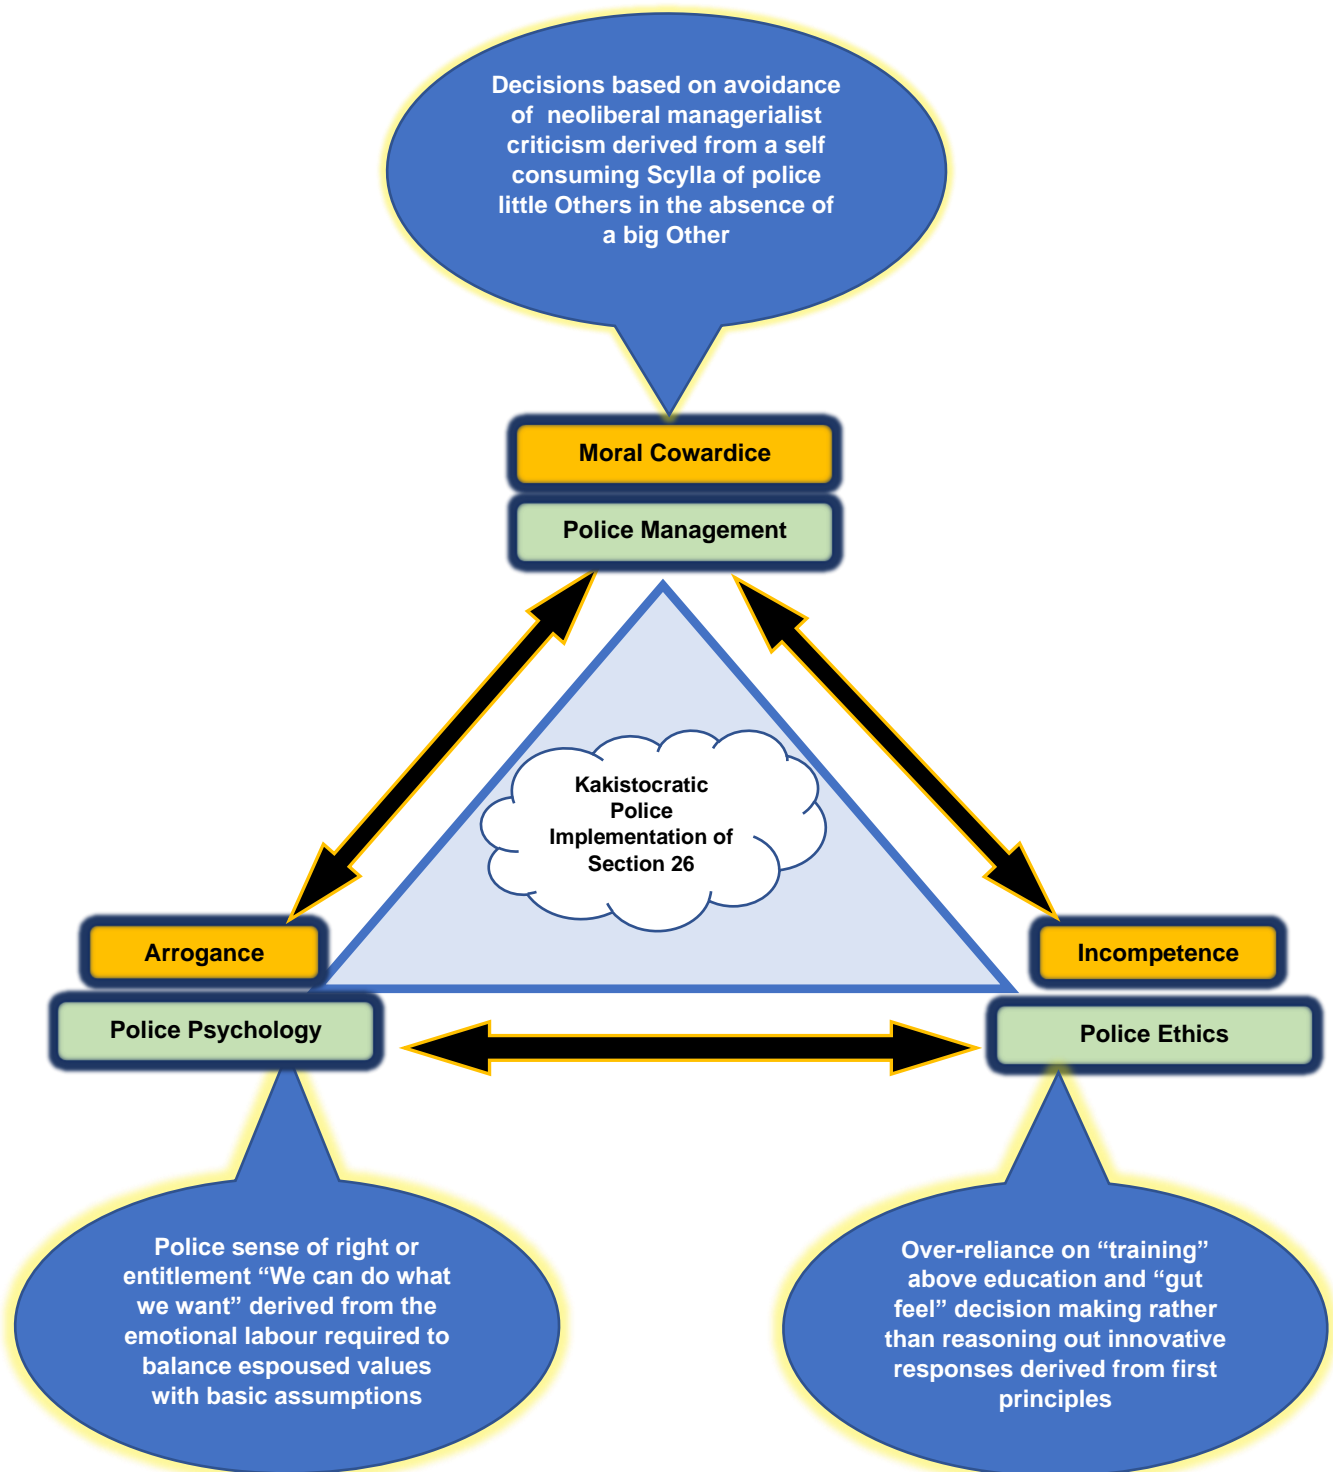 Decisions based on avoidance
of neoliberal managerialist
criticism derived from a self
consuming Scylla of police
little Others in the absence of
a big Other
Moral Cowardice
Police Management
Kakistocratic
Police
Implementation of
Section 26
Arrogance
Police Psychology
Incompetence
Police Ethics
Police sense of right or
entitlement “We can do what
we want” derived from the
emotional labour required to
balance espoused values
with basic assumptions
Over-reliance on “training”
above education and “gut
feel” decision making rather
than reasoning out innovative
responses derived from first
principles